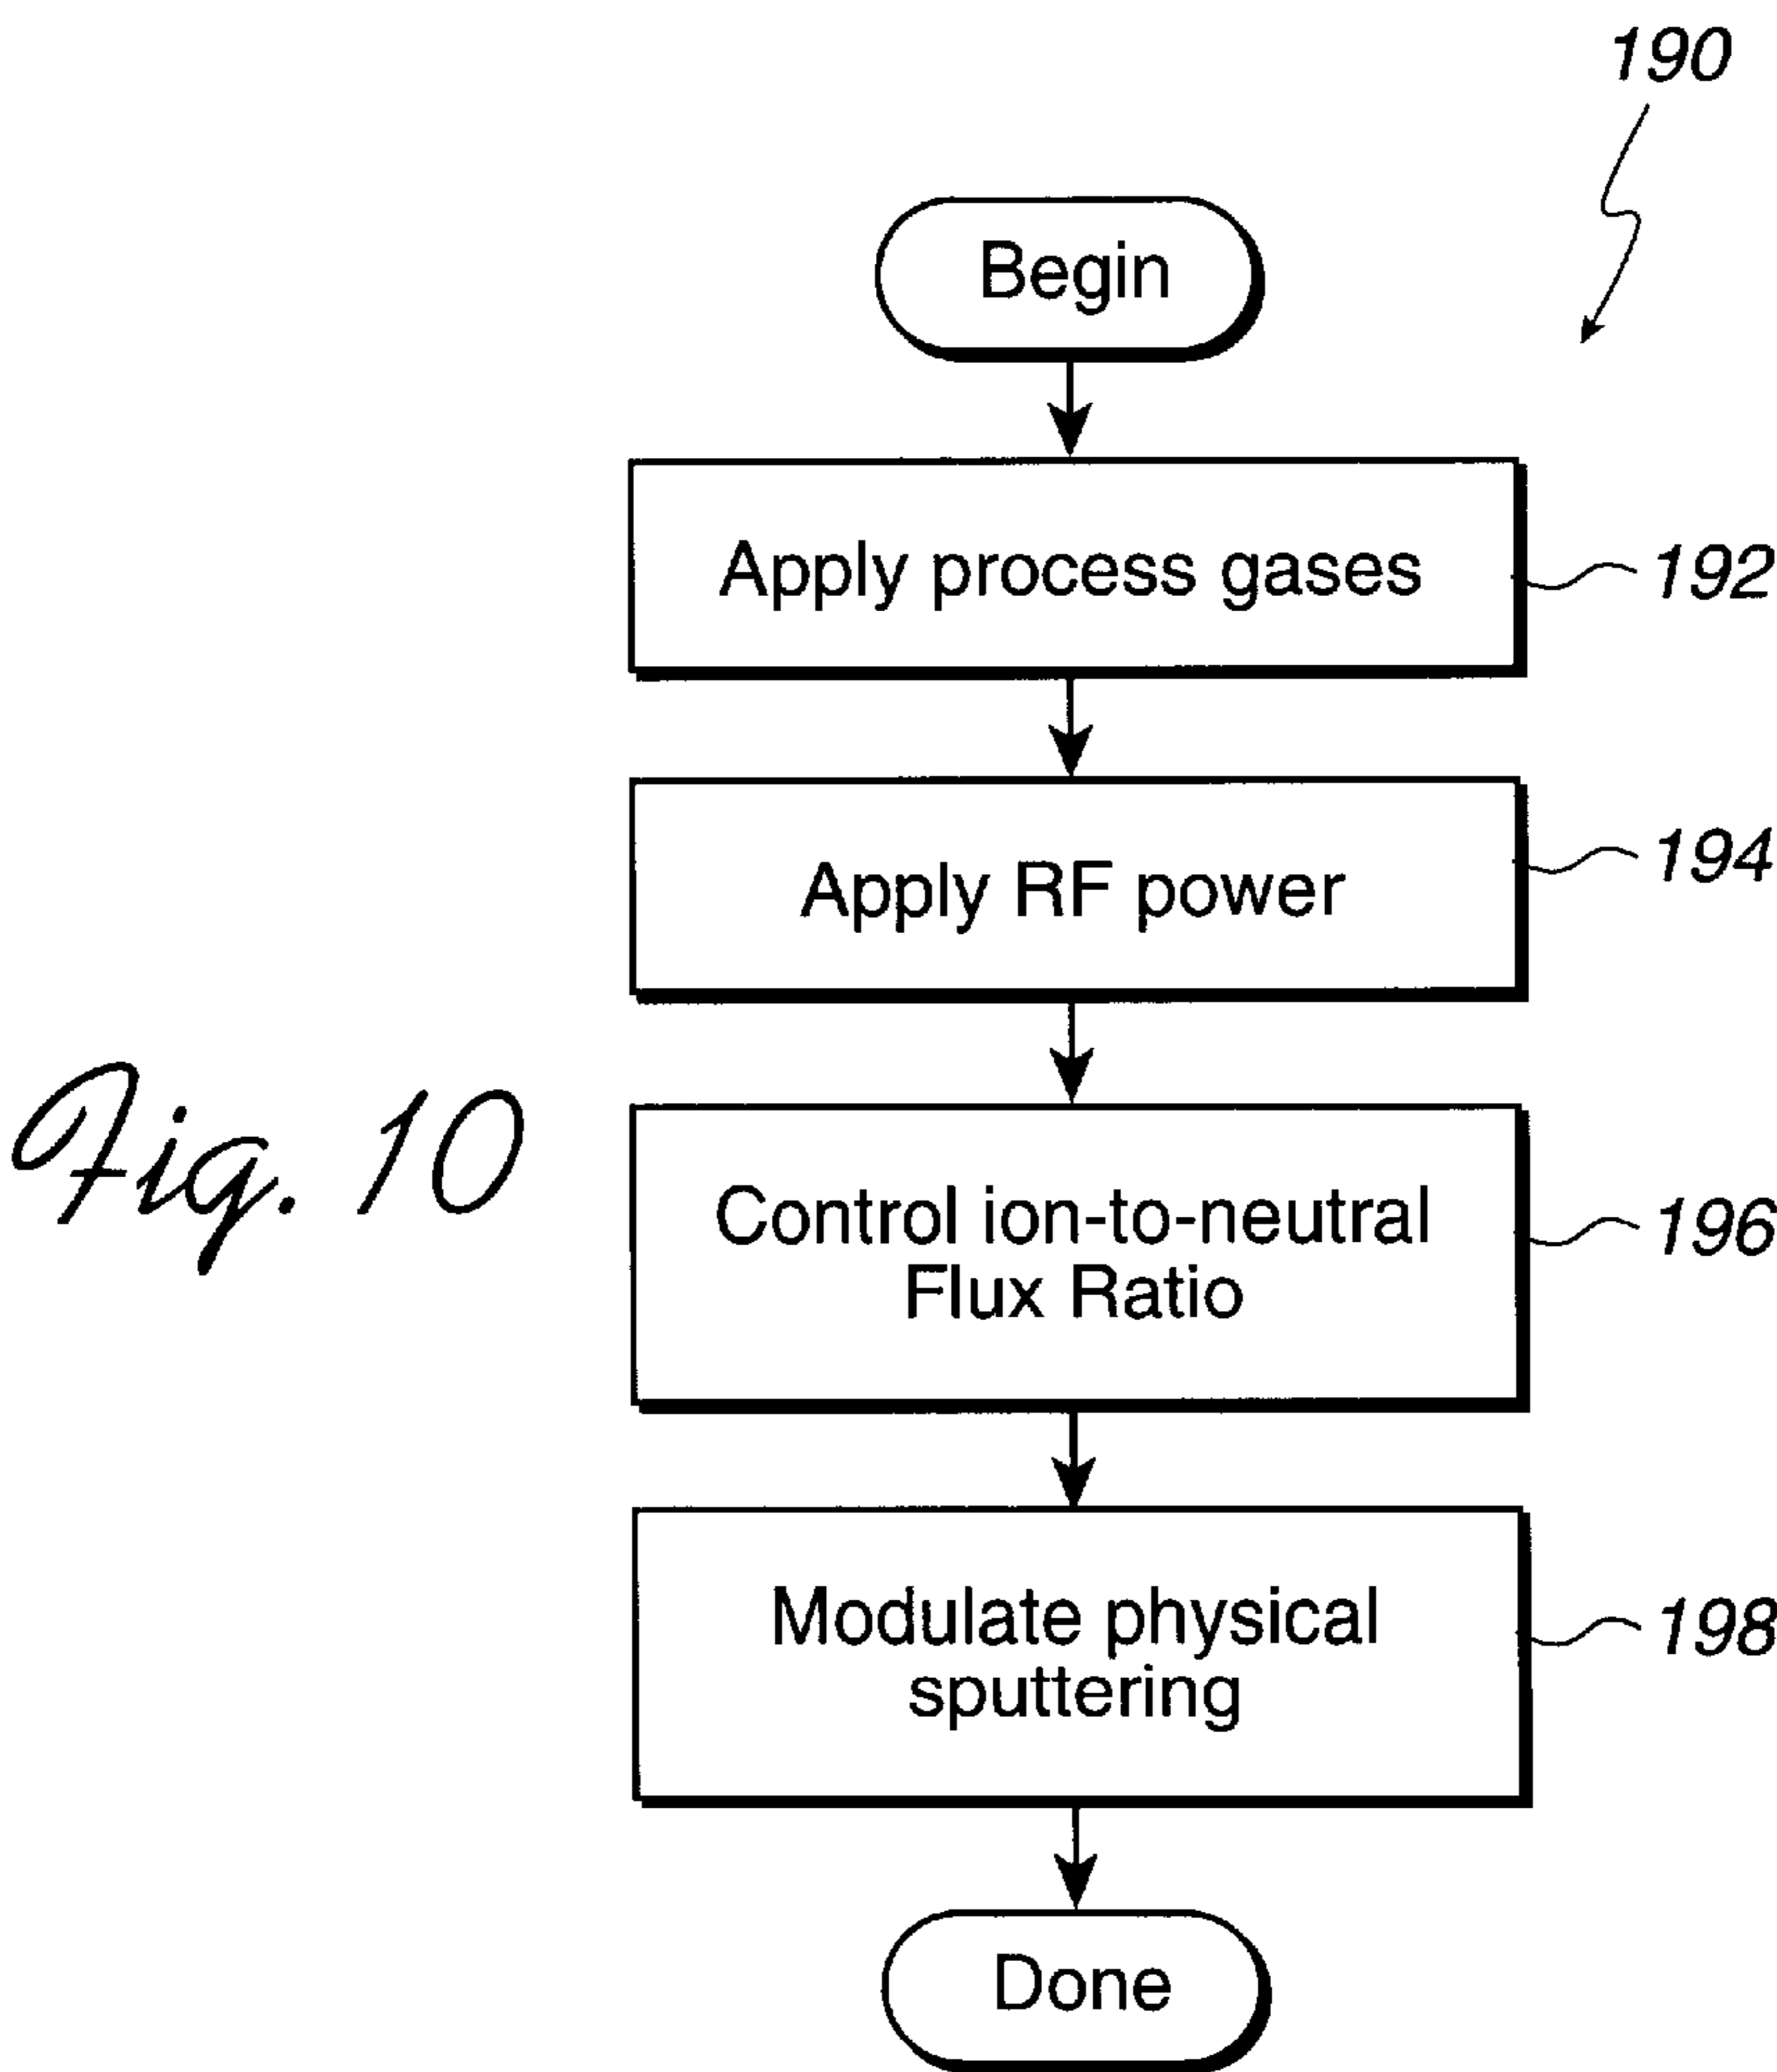 190
Begin
Apply process gases
192
Apply RF power
194
Fig. 10
Control ion-to-neutral
Flux Ratio
196
Modulate physical
sputtering
198
Done